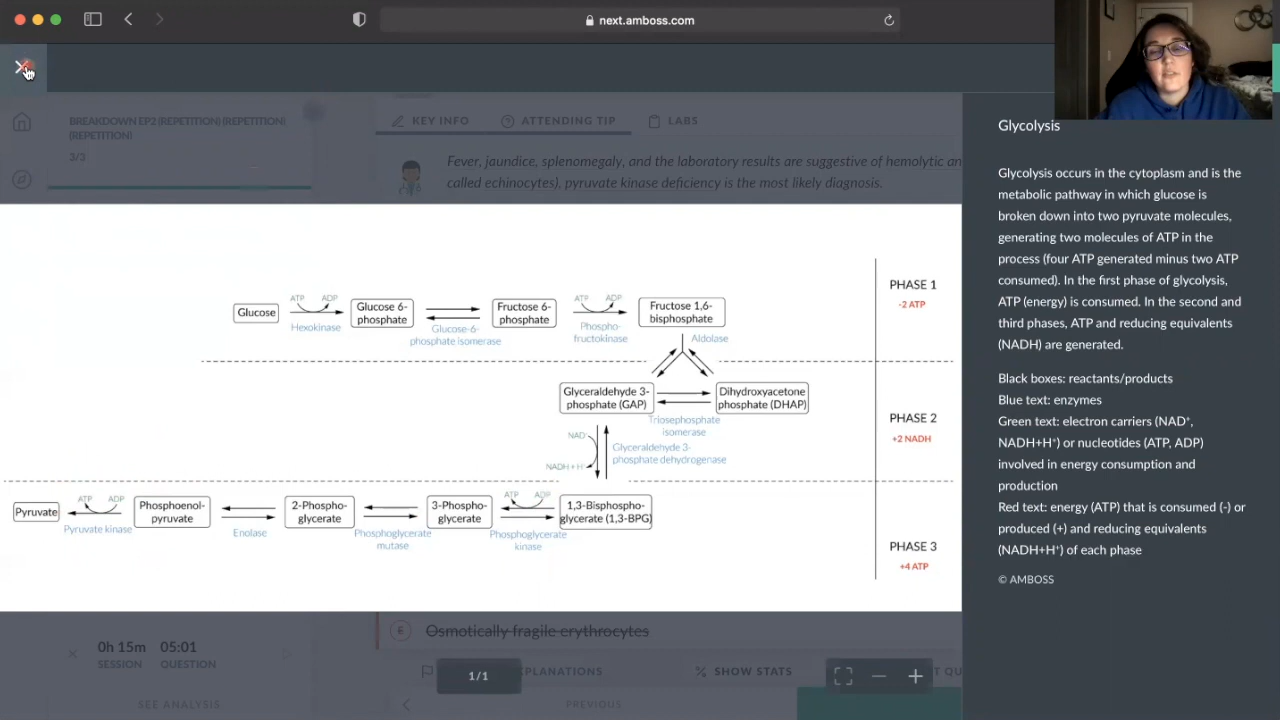 next.amboss.com
BREAKDOWN EP2 (REPETITION) (REPETITION)
(REPETITION)
3/3
KEY INFO
ATTENDING TIP
LABS
Fever, jaundice, splenomegaly, and the laboratory results are suggestive of hemolytic an
called echinocytes), pyruvate kinase deficiency is the most likely diagnosis.
Glucose
ATP ADP
Hexokinase
Glucose 6-
phosphate
Glucose-6-
phosphate isomerase
Fructose 6-
phosphate
ATP ADP
Phospho-
fructokinase
Fructose 1,6-
bisphosphate
Aldolase
PHASE 1
-2 ATP
Glyceraldehyde 3-
phosphate (GAP)
Dihydroxyacetone
phosphate (DHAP)
Triosephosphate
isomerase
NAD
NADH + H
Glyceraldehyde 3-
phosphate dehydrogenase
PHASE 2
+2 NADH
Pyruvate
ATP ADP
Pyruvate kinase
Phosphoenol-
pyruvate
Enolase
2-Phospho-
glycerate
Phosphoglycerate
mutase
3-Phospho-
glycerate
ATP ADP
Phosphoglycerate
kinase
1,3-Bisphospho-
glycerate (1,3-BPG)
PHASE 3
+4 ATP
Glycolysis
Glycolysis occurs in the cytoplasm and is the
metabolic pathway in which glucose is
broken down into two pyruvate molecules,
generating two molecules of ATP in the
process (four ATP generated minus two ATP
consumed). In the first phase of glycolysis,
ATP (energy) is consumed. In the second and
third phases, ATP and reducing equivalents
(NADH) are generated.
Black boxes: reactants/products
Blue text: enzymes
Green text: electron carriers (NAD⁺,
NADH+H⁺) or nucleotides (ATP, ADP)
involved in energy consumption and
production
Red text: energy (ATP) that is consumed (-) or
produced (+) and reducing equivalents
(NADH+H⁺) of each phase
© AMBOSS
E Osmotically fragile erythrocytes
0h 15m 05:01
SESSION QUESTION
1/1
PLANATIONS
SHOW STATS
T QU
SEE ANALYSIS
PREVIOUS